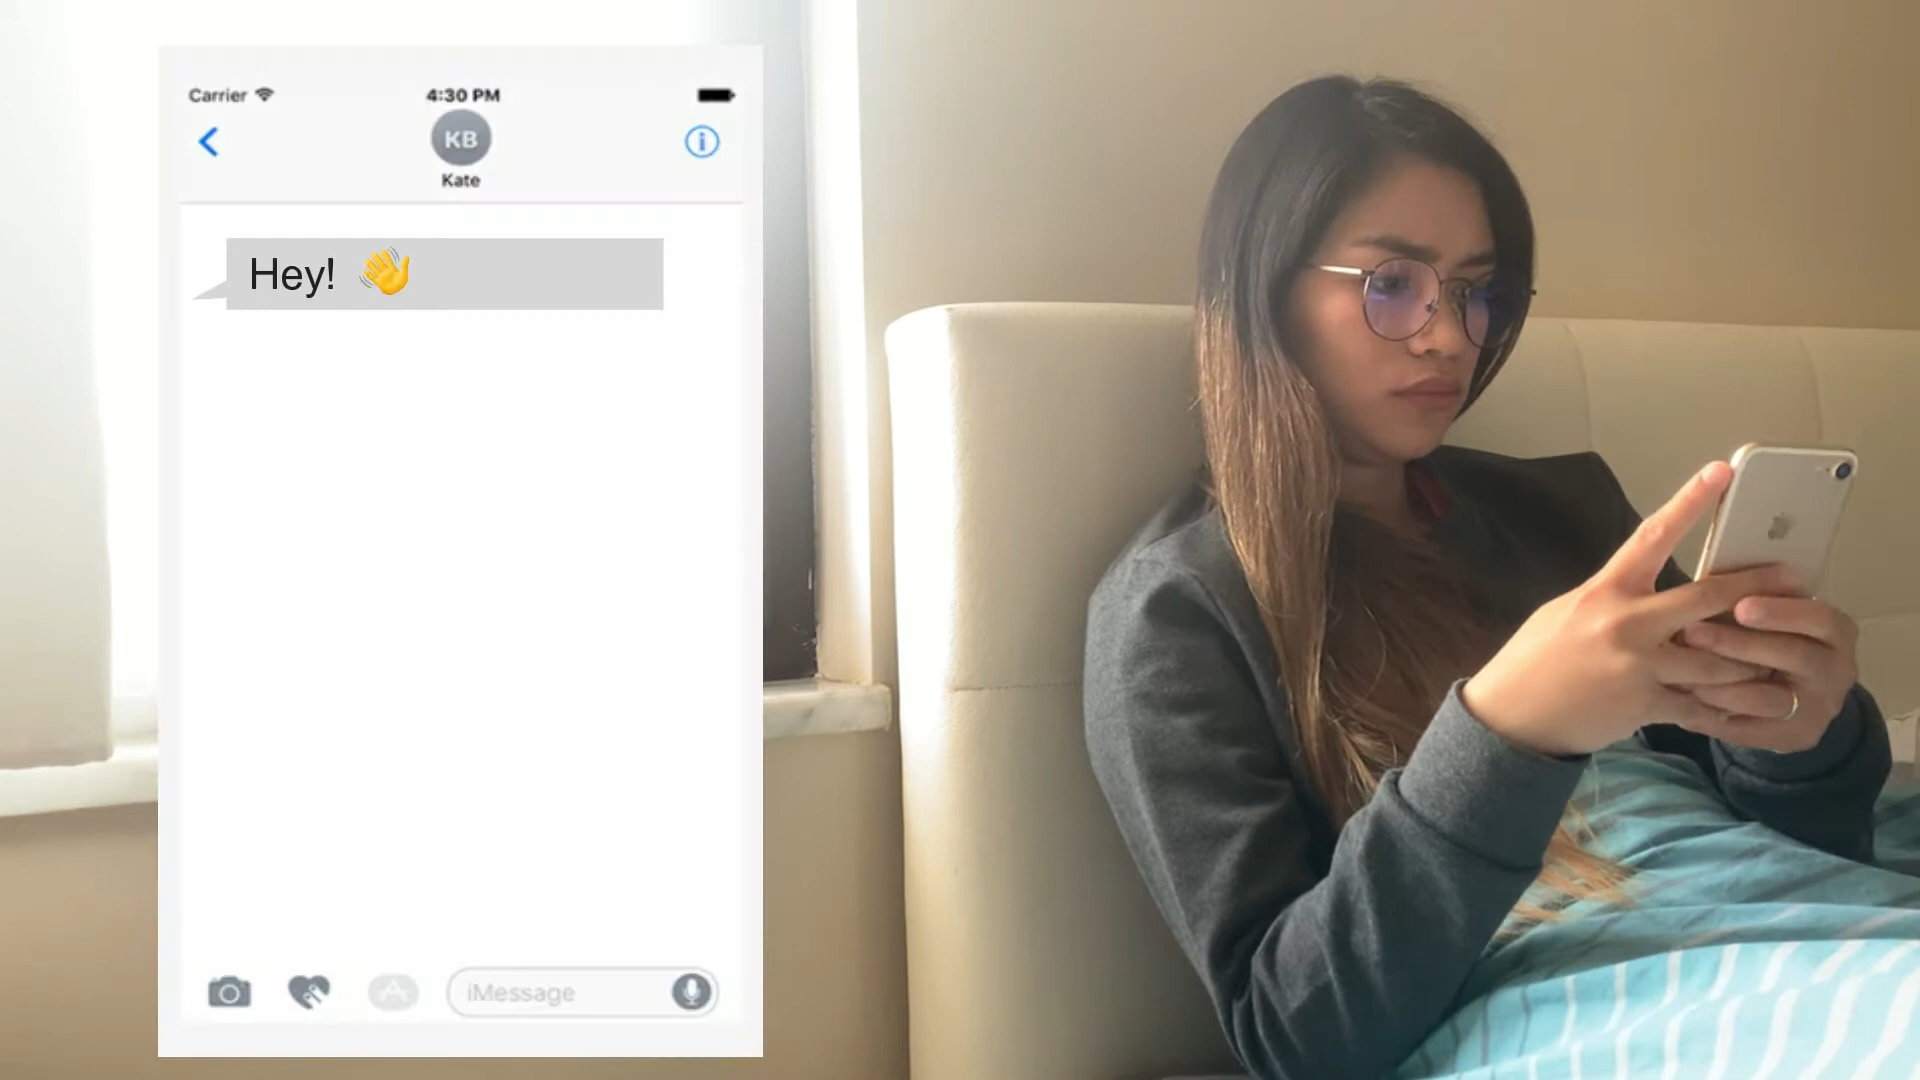 Carrier 4:30 PM
KB
Kate
Hey! 👋
iMessage